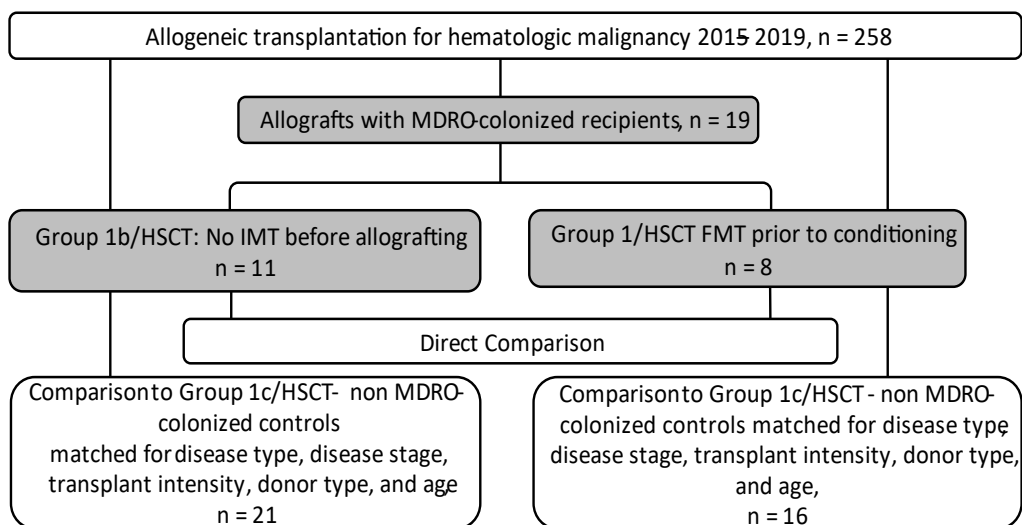 Allogeneic transplantation for hematologic malignancy 2015-2019, n = 258
Allografts with MDRO-colonized recipients, n = 19
Group 1b/HSCT: No IMT before allografting
n = 11
Group 1/HSCT FMT prior to conditioning
n = 8
Direct Comparison
Comparison to Group 1c/HSCT- non MDRO-
colonized controls
matched for disease type, disease stage,
transplant intensity, donor type, and age,
n = 21
Comparison to Group 1c/HSCT - non MDRO-
colonized controls matched for disease type,
disease stage, transplant intensity, donor type,
and age,
n = 16